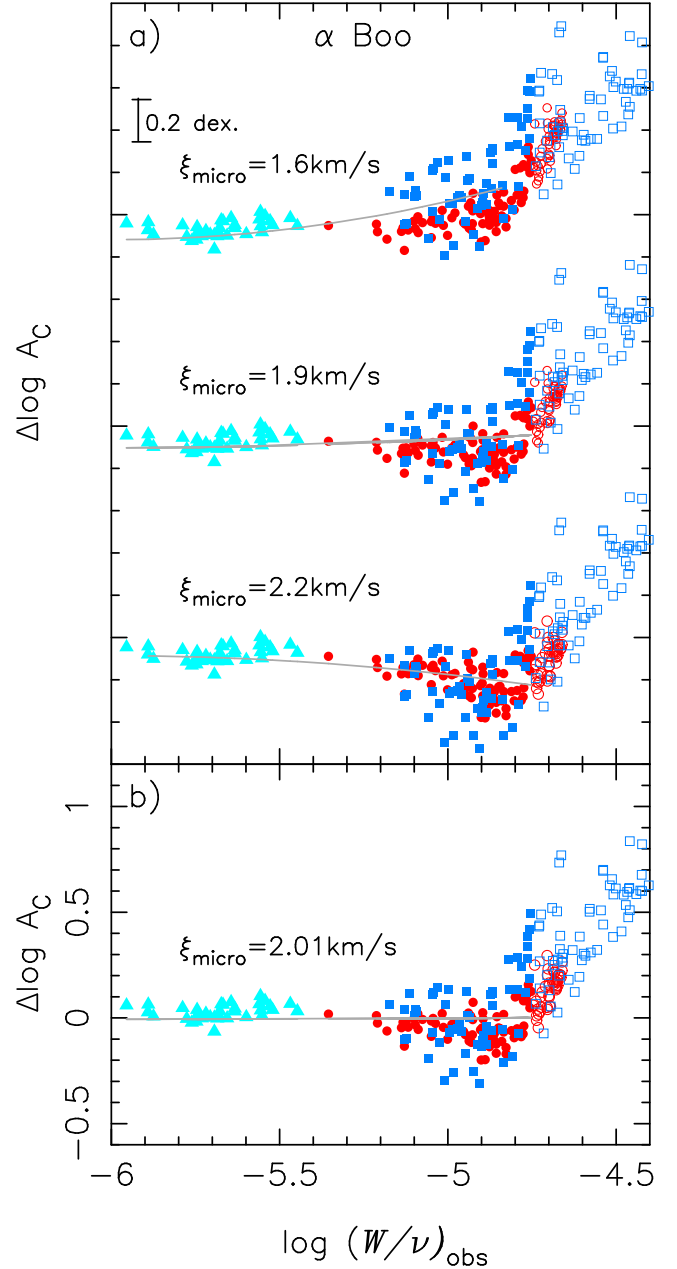 a) α Boo
0.2 dex.
ξmicro=1.6km/s
ξmicro=1.9km/s
Δlog AC
ξmicro=2.2km/s
b)
1
0.5
0
−0.5
Δlog AC
ξmicro=2.01km/s
−6 −5.5 −5 −4.5
log (W/ν)obs